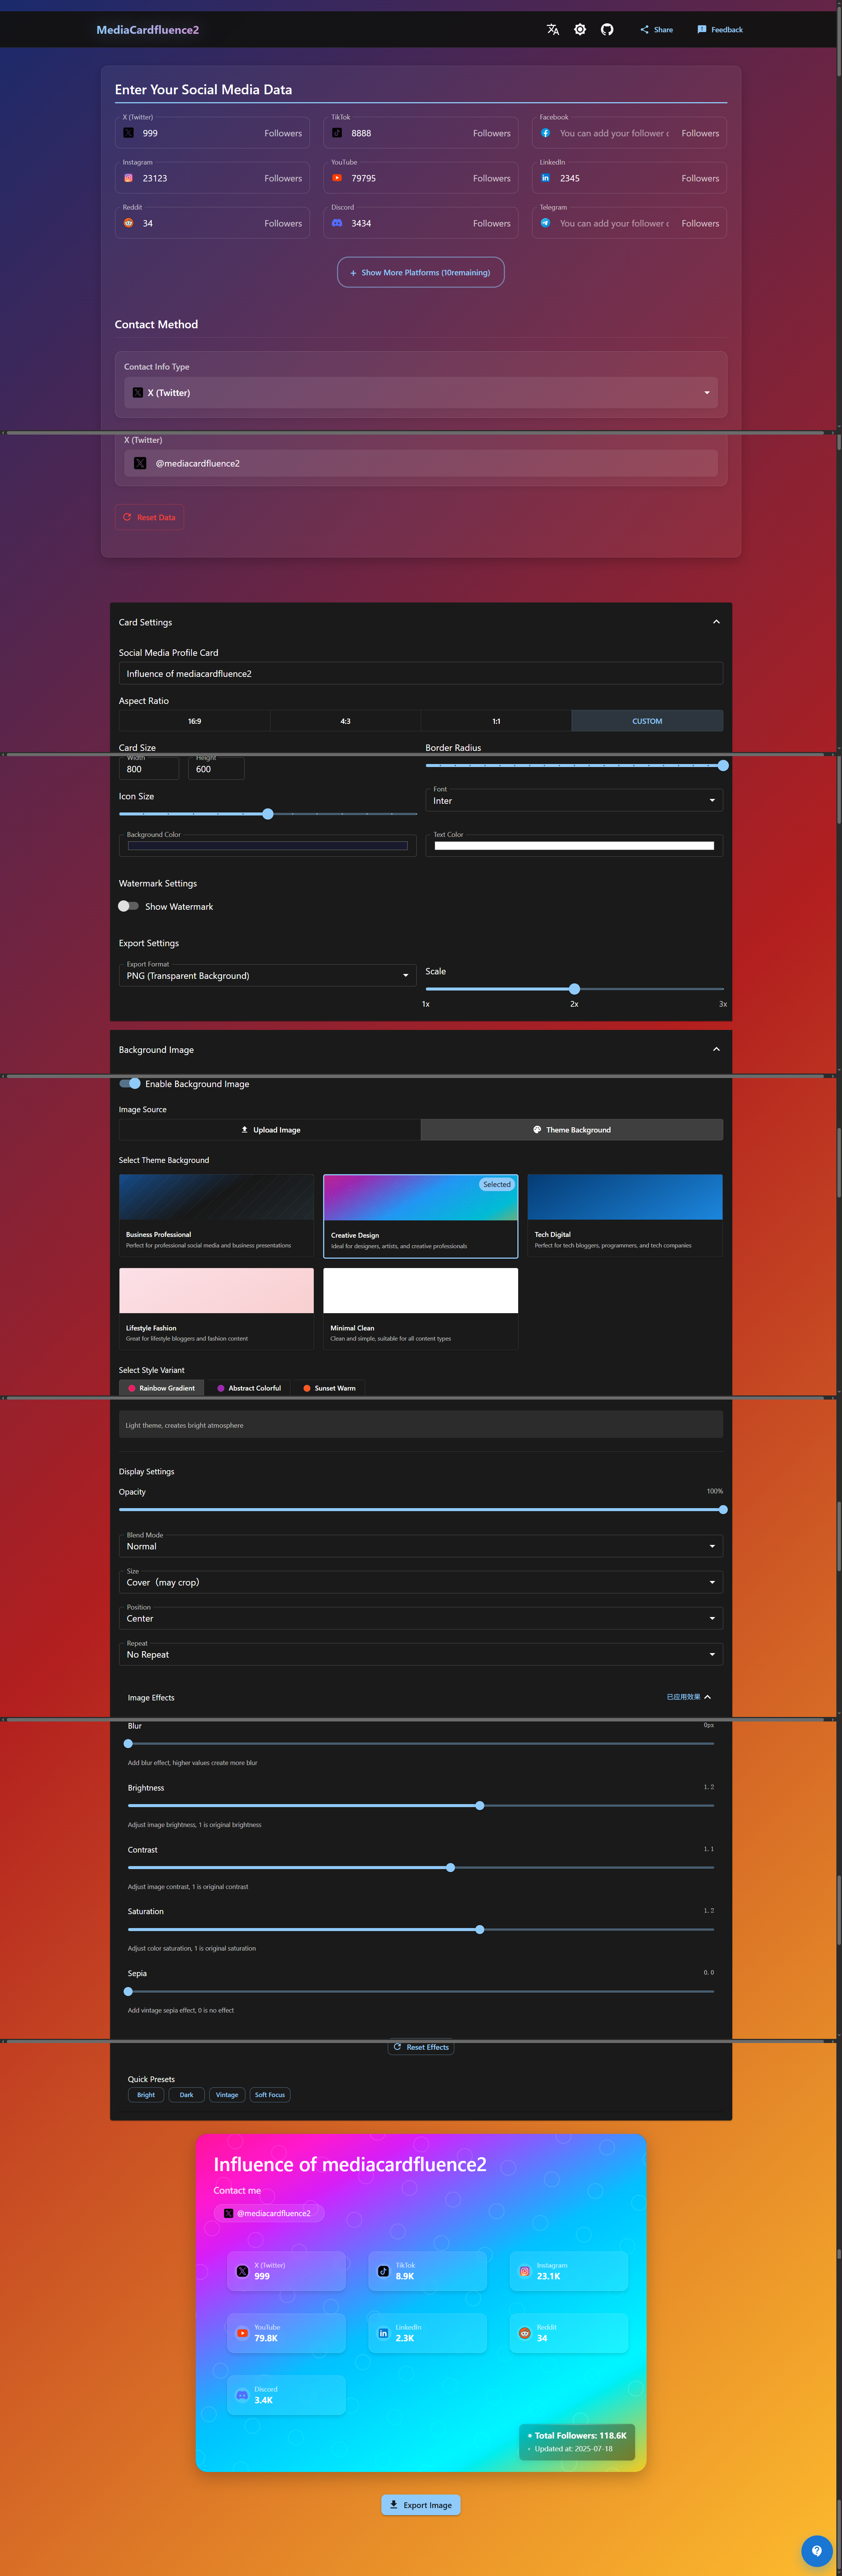 MediaCardfluence2
Share
Feedback
Enter Your Social Media Data
X (Twitter)
999
Followers
TikTok
8888
Followers
Facebook
You can add your follower c
Followers
Instagram
23123
Followers
YouTube
79795
Followers
LinkedIn
2345
Followers
Reddit
34
Followers
Discord
3434
Followers
Telegram
You can add your follower c
Followers
+ Show More Platforms (10remaining)
Contact Method
Contact Info Type
X (Twitter)
X (Twitter)
@mediacardfluence2
Reset Data
Card Settings
Social Media Profile Card
Influence of mediacardfluence2
Aspect Ratio
16:9
4:3
1:1
CUSTOM
Card Size
Border Radius
Width
800
Height
600
Icon Size
Font
Inter
Background Color
Text Color
Watermark Settings
Show Watermark
Export Settings
Export Format
PNG (Transparent Background)
Scale
1x
2x
3x
Background Image
Enable Background Image
Image Source
Upload Image
Theme Background
Select Theme Background
Selected
Business Professional
Perfect for professional social media and business presentations
Creative Design
Ideal for designers, artists, and creative professionals
Tech Digital
Perfect for tech bloggers, programmers, and tech companies
Lifestyle Fashion
Great for lifestyle bloggers and fashion content
Minimal Clean
Clean and simple, suitable for all content types
Select Style Variant
Rainbow Gradient
Abstract Colorful
Sunset Warm
Light theme, creates bright atmosphere
Display Settings
Opacity
100%
Blend Mode
Normal
Size
Cover（may crop）
Position
Center
Repeat
No Repeat
Image Effects
已应用效果
Blur
0px
Add blur effect, higher values create more blur
Brightness
1.2
Adjust image brightness, 1 is original brightness
Contrast
1.1
Adjust image contrast, 1 is original contrast
Saturation
1.2
Adjust color saturation, 1 is original saturation
Sepia
0.0
Add vintage sepia effect, 0 is no effect
Reset Effects
Quick Presets
Bright
Dark
Vintage
Soft Focus
Influence of mediacardfluence2
Contact me
@mediacardfluence2
X (Twitter)
999
TikTok
8.9K
Instagram
23.1K
YouTube
79.8K
LinkedIn
2.3K
Reddit
34
Discord
3.4K
Total Followers: 118.6K
Updated at: 2025-07-18
Export Image